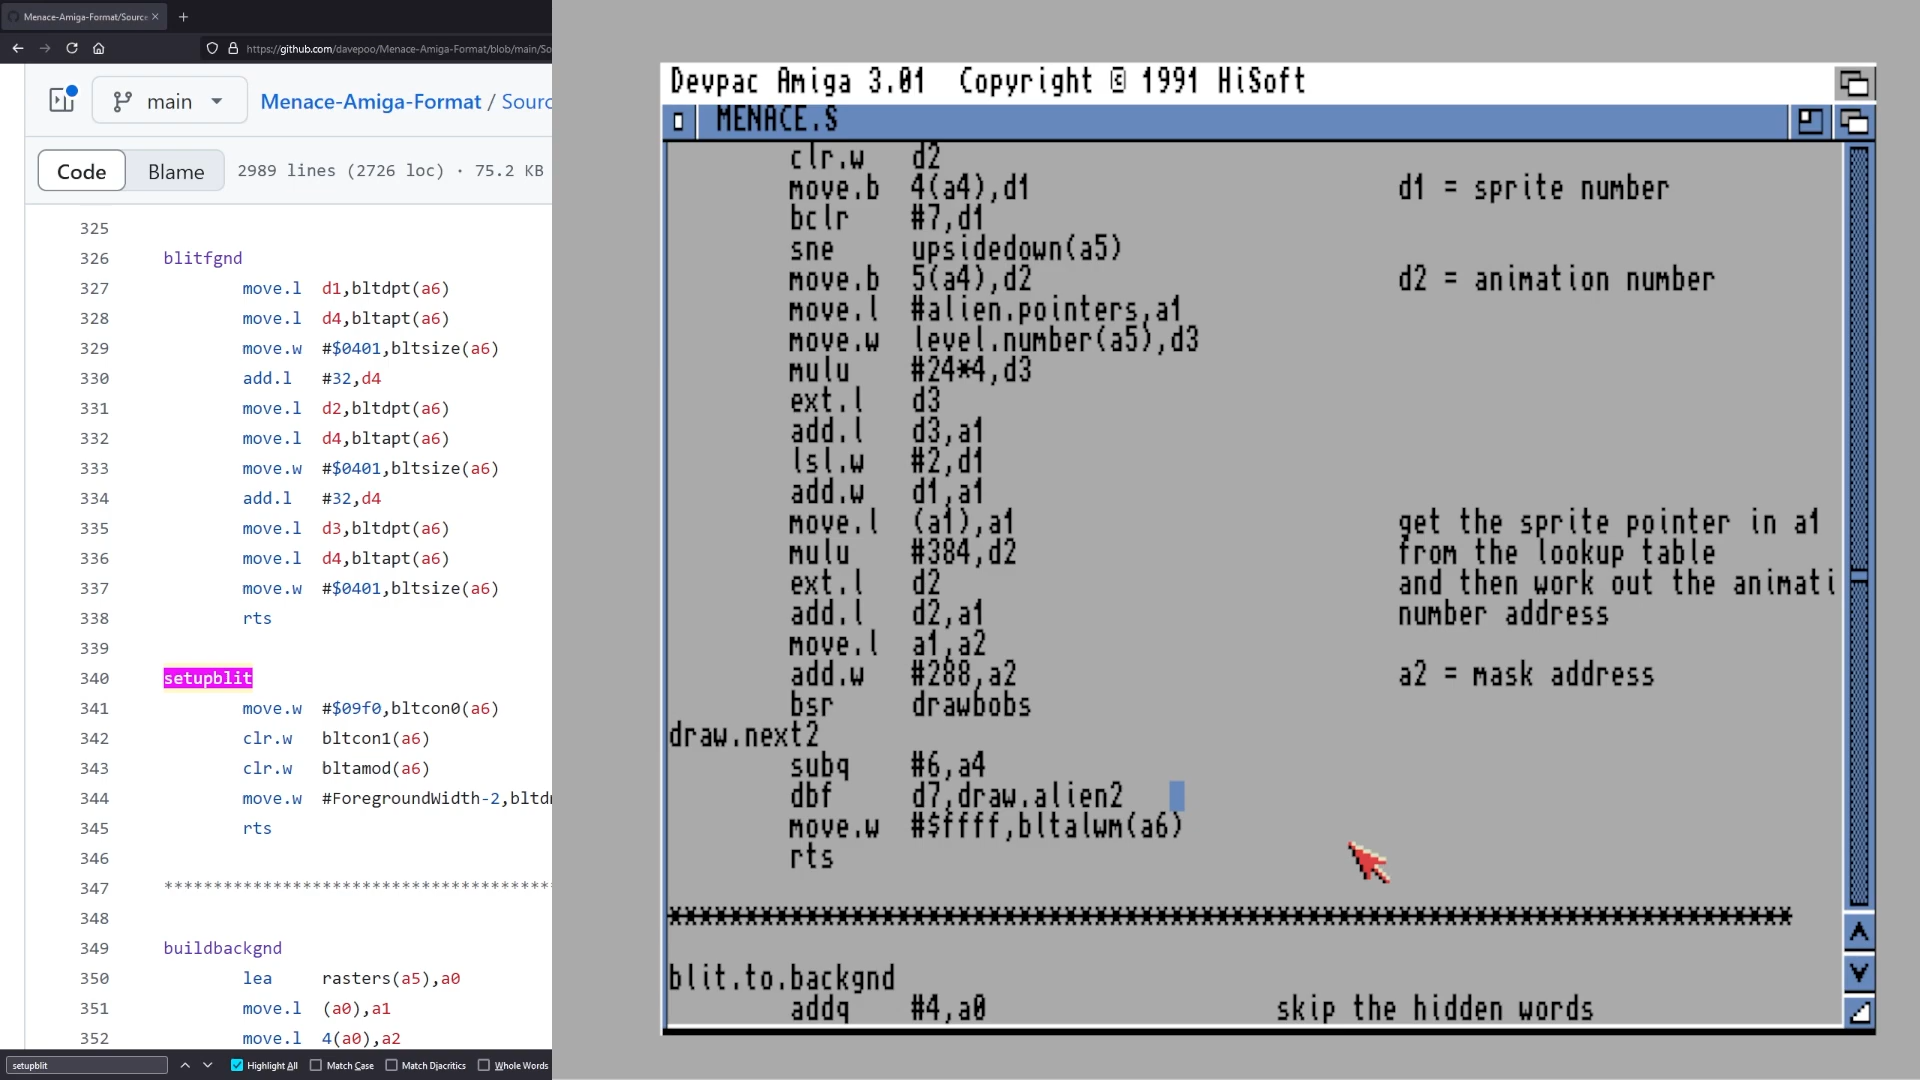 Menace-Amiga-Format/Source
https://github.com/davepoo/Menace-Amiga-Format/blob/main/So
main
Menace-Amiga-Format / Sourc
Code Blame 2989 lines (2726 loc) · 75.2 KB
325
326 blitfgnd
327 move.l d1,bltdpt(a6)
328 move.l d4,bltapt(a6)
329 move.w #$0401,bltsize(a6)
330 add.l #32,d4
331 move.l d2,bltdpt(a6)
332 move.l d4,bltapt(a6)
333 move.w #$0401,bltsize(a6)
334 add.l #32,d4
335 move.l d3,bltdpt(a6)
336 move.l d4,bltapt(a6)
337 move.w #$0401,bltsize(a6)
338 rts
339
340 setupblit
341 move.w #$09f0,bltcon0(a6)
342 clr.w bltcon1(a6)
343 clr.w bltamod(a6)
344 move.w #ForegroundWidth-2,bltd
345 rts
346
347 ***************************************
348
349 buildbackgnd
350 lea rasters(a5),a0
351 move.l (a0),a1
352 move.l 4(a0),a2
setupblit Highlight All Match Case Match Diacritics Whole Words
Devpac Amiga 3.01 Copyright © 1991 HiSoft
MENACE.S
clr.w d2
move.b 4(a4),d1 d1 = sprite number
bclr #7,d1
sne upsidedown(a5)
move.b 5(a4),d2 d2 = animation number
move.l #alien.pointers,a1
move.w level.number(a5),d3
mulu #24*4,d3
ext.l d3
add.l d3,a1
lsl.w #2,d1
add.w d1,a1
move.l (a1),a1 get the sprite pointer in a1
mulu #384,d2 from the lookup table
ext.l d2 and then work out the animati
add.l d2,a1 number address
move.l a1,a2
add.w #288,a2 a2 = mask address
bsr drawbobs
draw.next2
subq #6,a4
dbf d7,draw.alien2
move.w #$ffff,bltalwm(a6)
rts
**************************************************************************
blit.to.backgnd
addq #4,a0 skip the hidden words